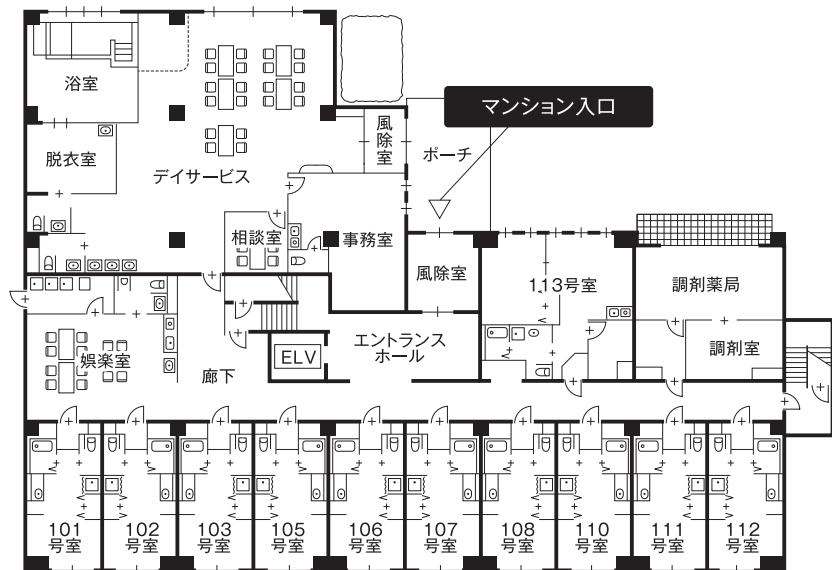 マンション入口
浴室
風
除
室
ポーチ
脱衣室
デイサービス
相談室
事務室
風除室
113号室
調剤薬局
エントランス
ホール
調剤室
ELV
娯楽室
廊下
101
号室
102
号室
103
号室
105
号室
106
号室
107
号室
108
号室
110
号室
111
号室
112
号室